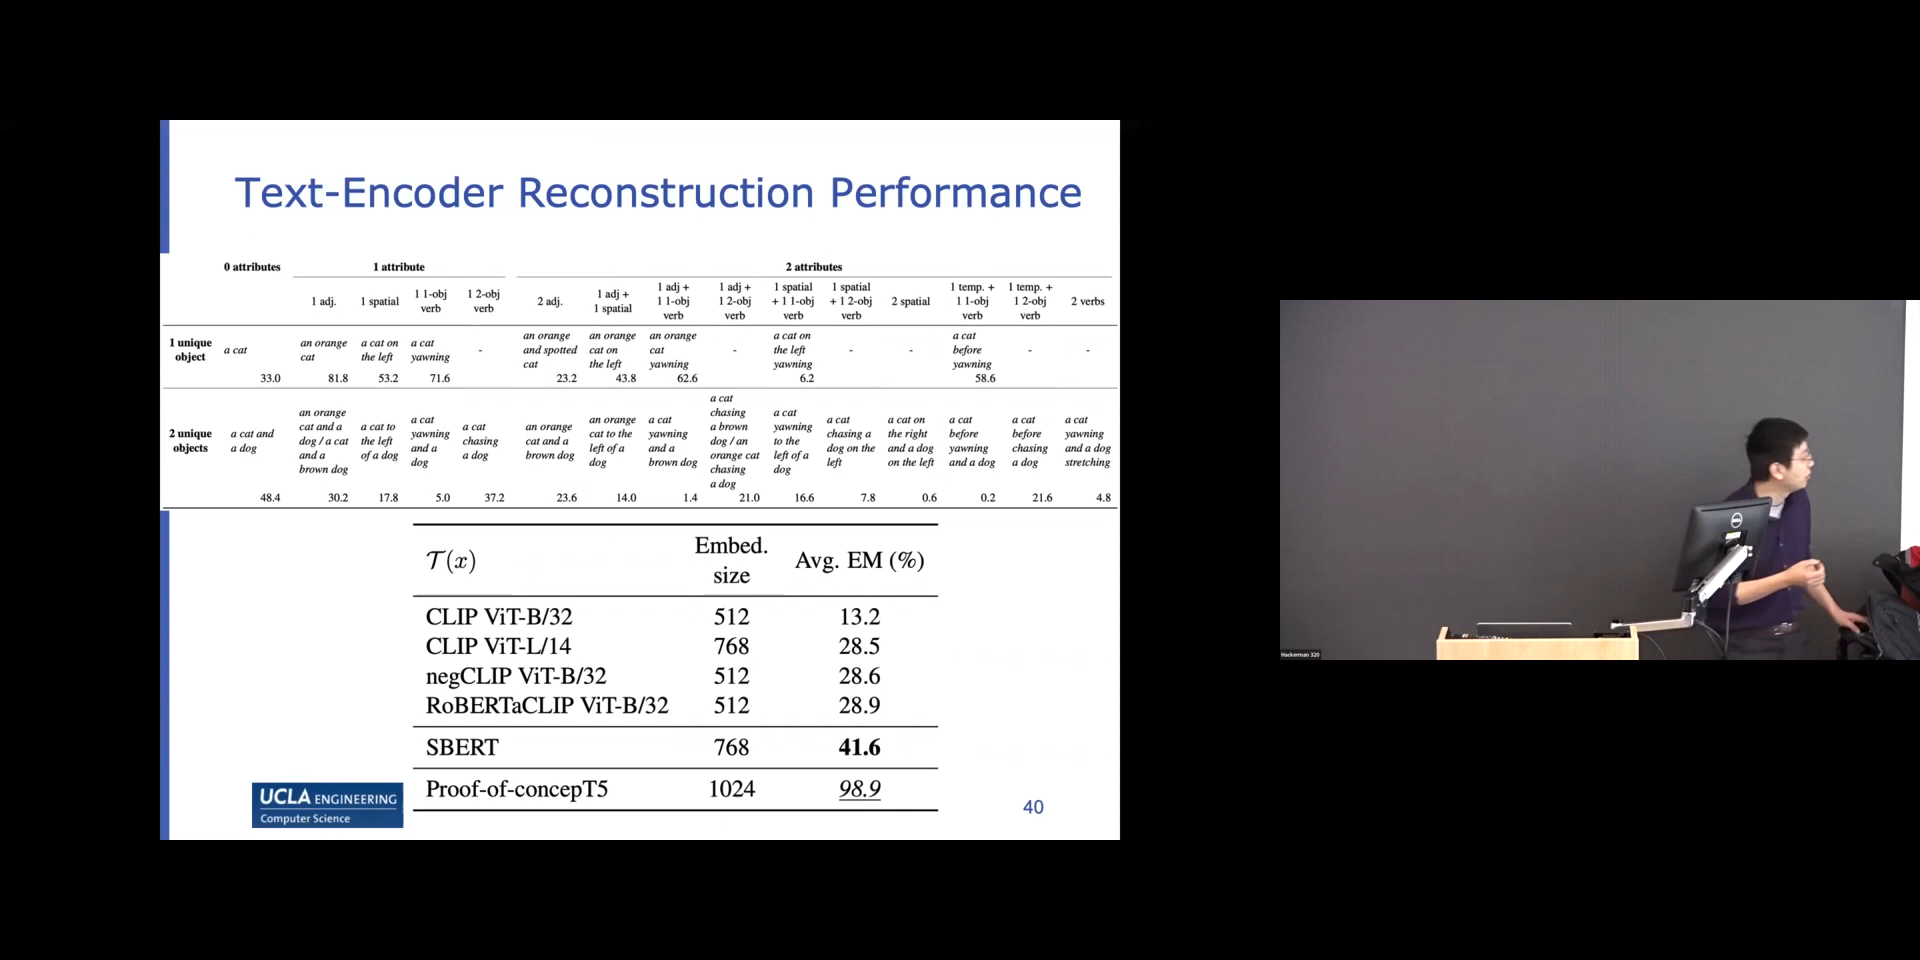 Text-Encoder Reconstruction Performance
0 attributes 1 attribute 2 attributes
1 adj. 1 spatial 1 1-obj verb 1 2-obj verb 2 adj. 1 adj + 1 spatial 1 adj + 1 1-obj verb 1 adj + 1 2-obj verb 1 spatial + 1 1-obj verb 1 spatial + 1 2-obj verb 2 spatial 1 temp. + 1 1-obj verb 1 temp. + 1 2-obj verb 2 verbs
1 unique object a cat an orange cat a cat on the left a cat yawning - an orange and spotted cat an orange cat on the left an orange cat yawning - a cat on the left yawning - - a cat before yawning - -
33.0 81.8 53.2 71.6 23.2 43.8 62.6 6.2 58.6
2 unique objects a cat and a dog an orange cat and a dog / a cat and a brown dog a cat to the left of a dog a cat yawning and a dog a cat chasing a dog an orange cat and a brown dog an orange cat to the left of a dog a cat yawning and a brown dog a cat chasing a brown dog / an orange cat chasing a dog a cat yawning to the left of a dog a cat chasing a dog on the left a cat on the right and a dog on the left a cat before yawning and a dog a cat before chasing a dog a cat yawning and a dog stretching
48.4 30.2 17.8 5.0 37.2 23.6 14.0 1.4 21.0 16.6 7.8 0.6 0.2 21.6 4.8
T(x) Embed. size Avg. EM (%)
CLIP ViT-B/32 512 13.2
CLIP ViT-L/14 768 28.5
negCLIP ViT-B/32 512 28.6
RoBERTaCLIP ViT-B/32 512 28.9
SBERT 768 41.6
Proof-of-concepT5 1024 98.9
UCLA ENGINEERING
Computer Science
40
DELL
Hackerman 320